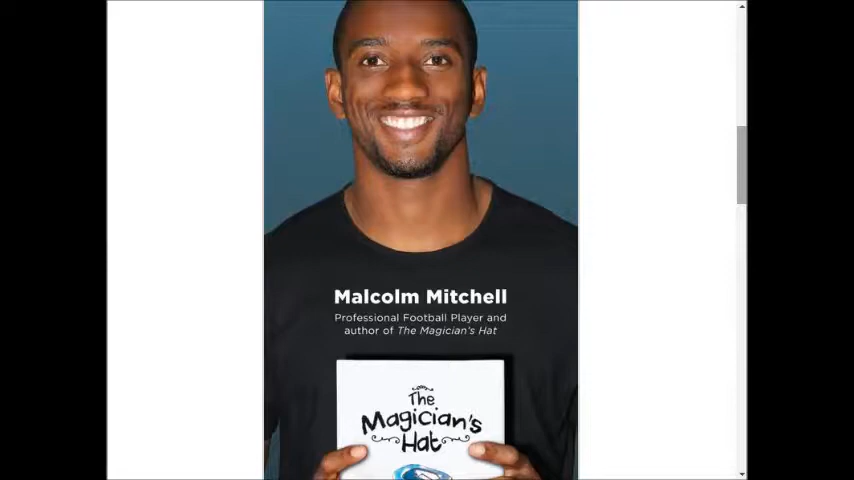 Malcolm Mitchell
Professional Football Player and
author of The Magician's Hat
The
Magician's
Hat